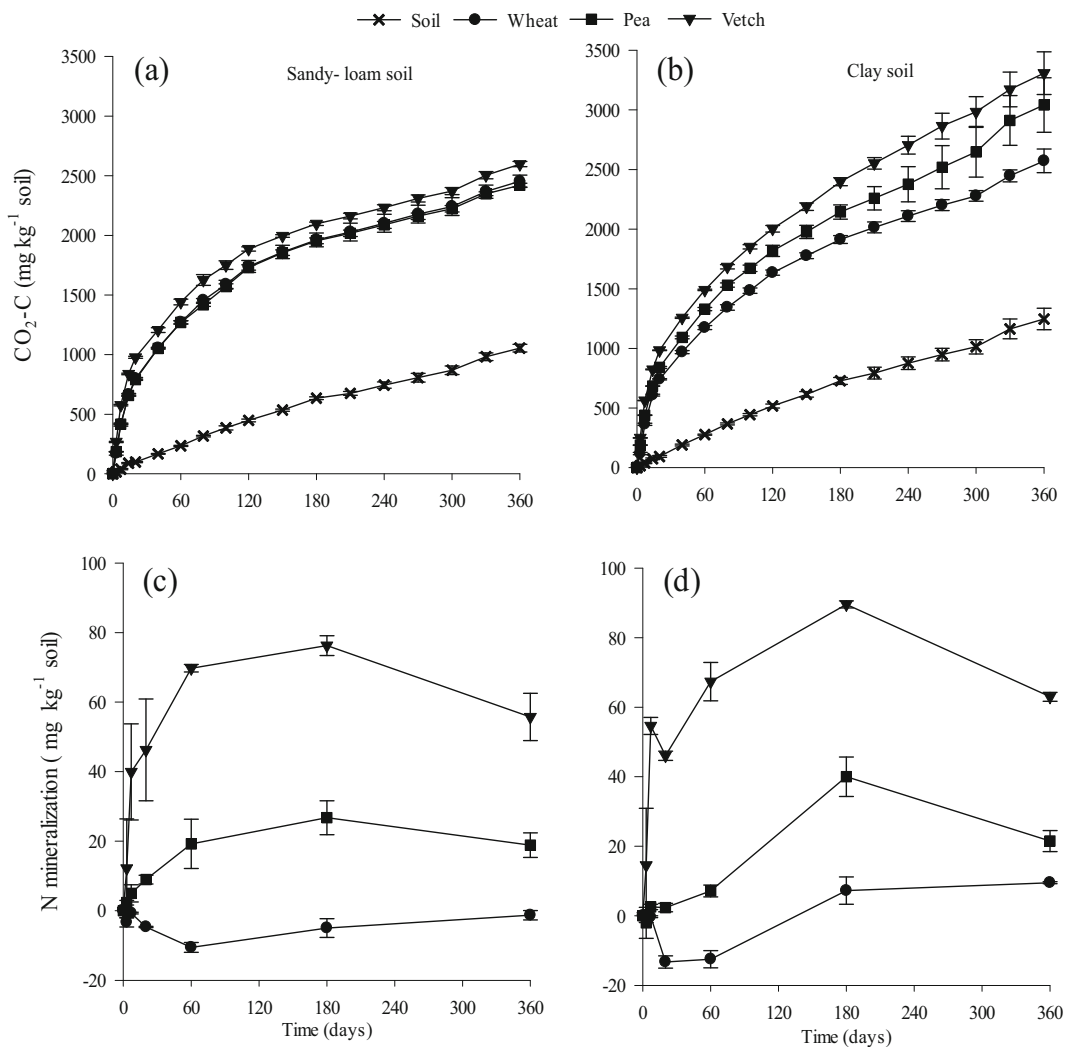 Soil Wheat Pea Vetch
(a) Sandy- loam soil
(b) Clay soil
CO2-C (mg kg-1 soil)
3500
3000
2500
2000
1500
1000
500
0
0 60 120 180 240 300 360
3500
3000
2500
2000
1500
1000
500
0
0 60 120 180 240 300 360
(c)
(d)
N mineralization ( mg kg-1 soil)
100
80
60
40
20
0
-20
0 60 120 180 240 300 360
Time (days)
100
80
60
40
20
0
-20
0 60 120 180 240 300 360
Time (days)